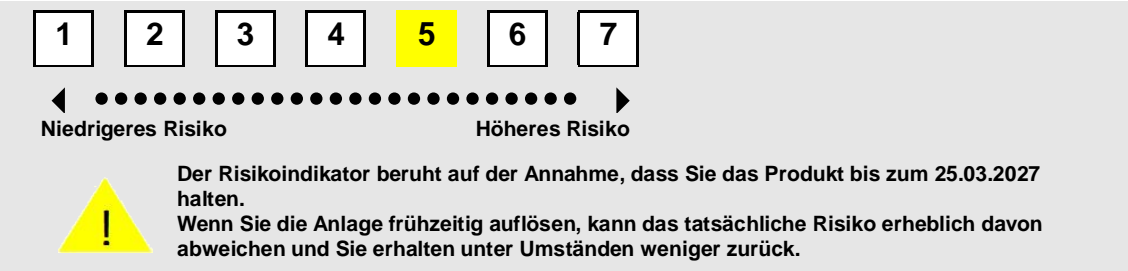 1 2 3 4 5 6 7
Niedrigeres Risiko Höheres Risiko
Der Risikoindikator beruht auf der Annahme, dass Sie das Produkt bis zum 25.03.2027
halten.
Wenn Sie die Anlage frühzeitig auflösen, kann das tatsächliche Risiko erheblich davon
abweichen und Sie erhalten unter Umständen weniger zurück.
!